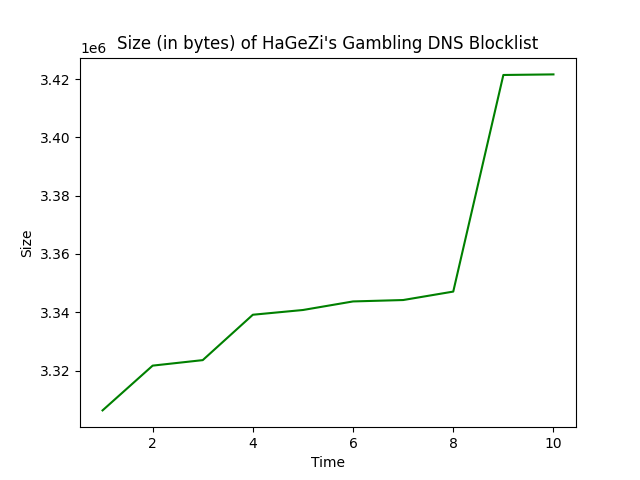 Size (in bytes) of HaGeZi's Gambling DNS Blocklist
1e6
3.42
3.40
3.38
3.36
3.34
3.32
Size
2 4 6 8 10
Time